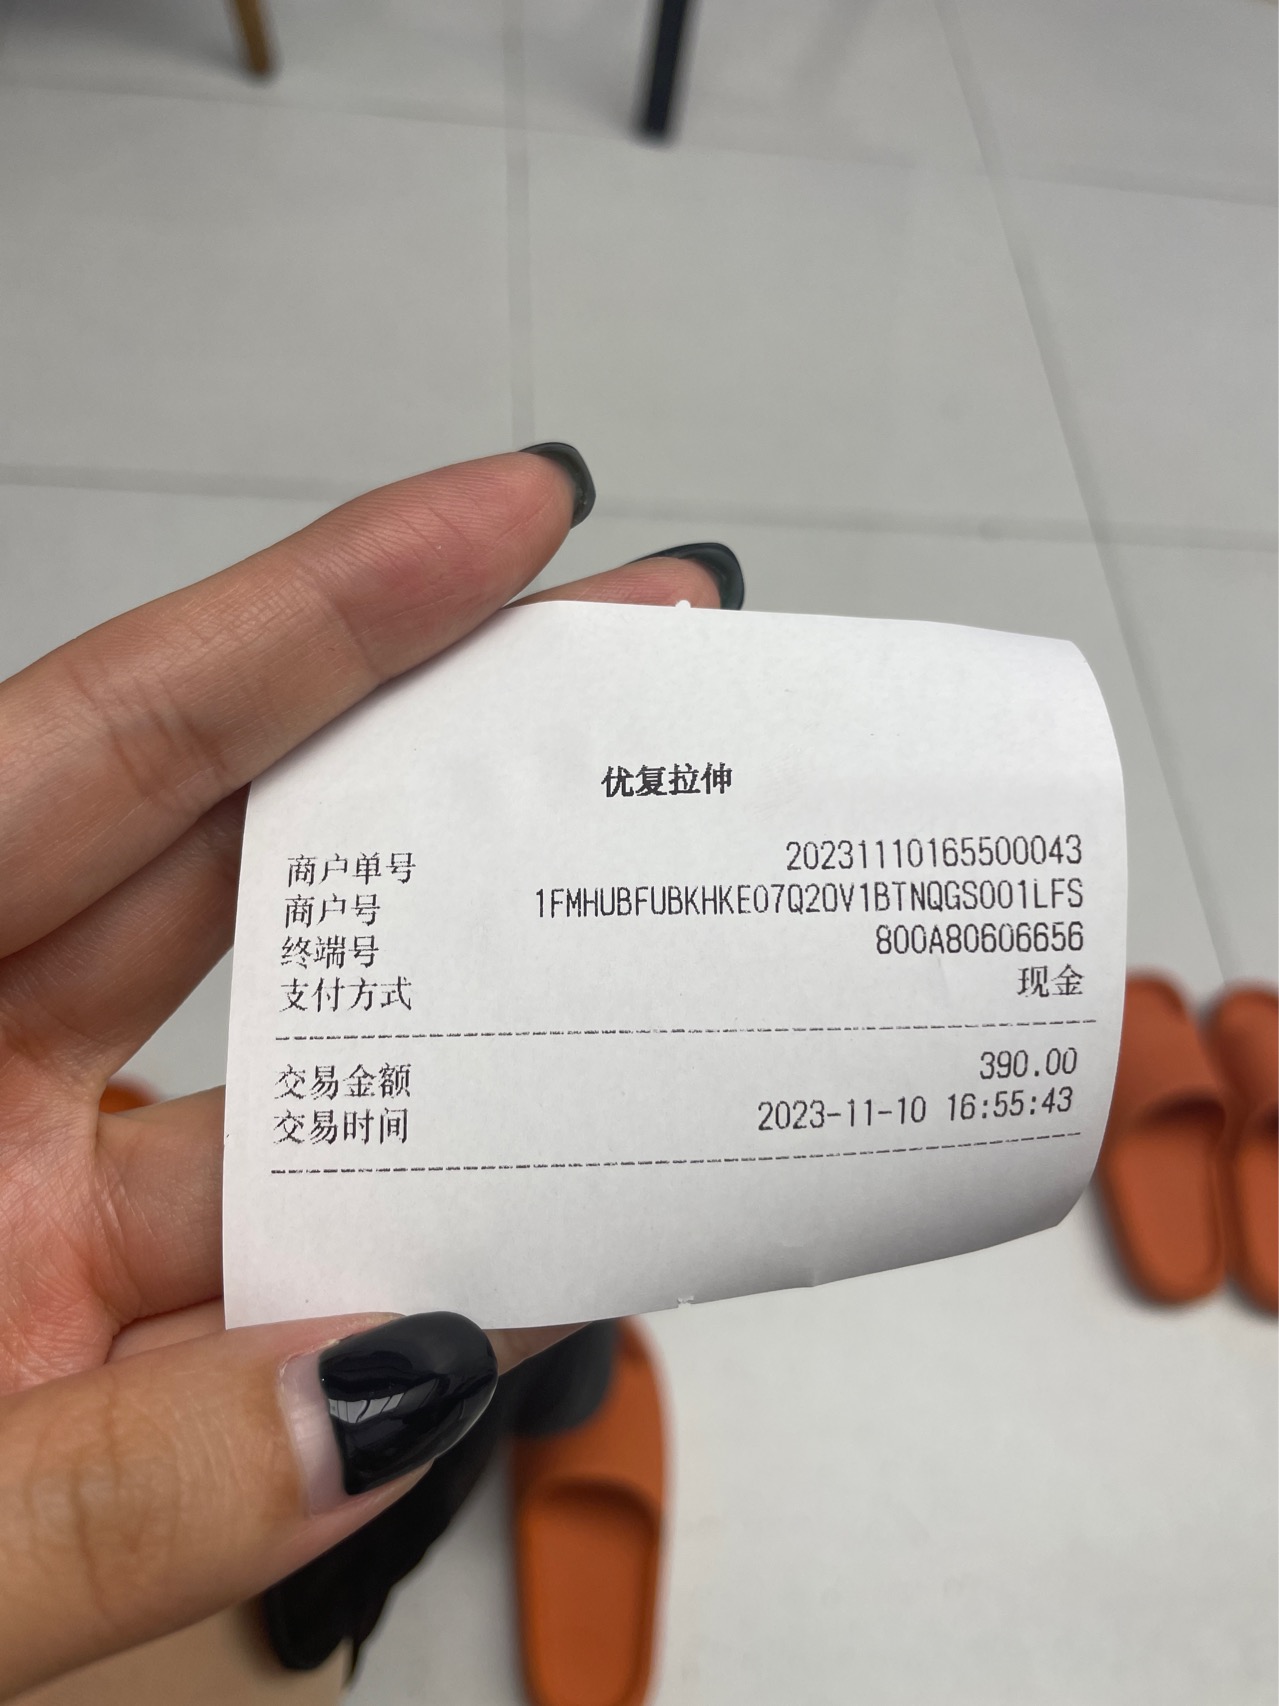 优复拉伸
商户单号 20231110165500043
商户号 1FMHUBFUBKHKE07Q20V1BTNQGS001LFS
终端号 800A80606656
支付方式 现金
交易金额 390.00
交易时间 2023-11-10 16:55:43